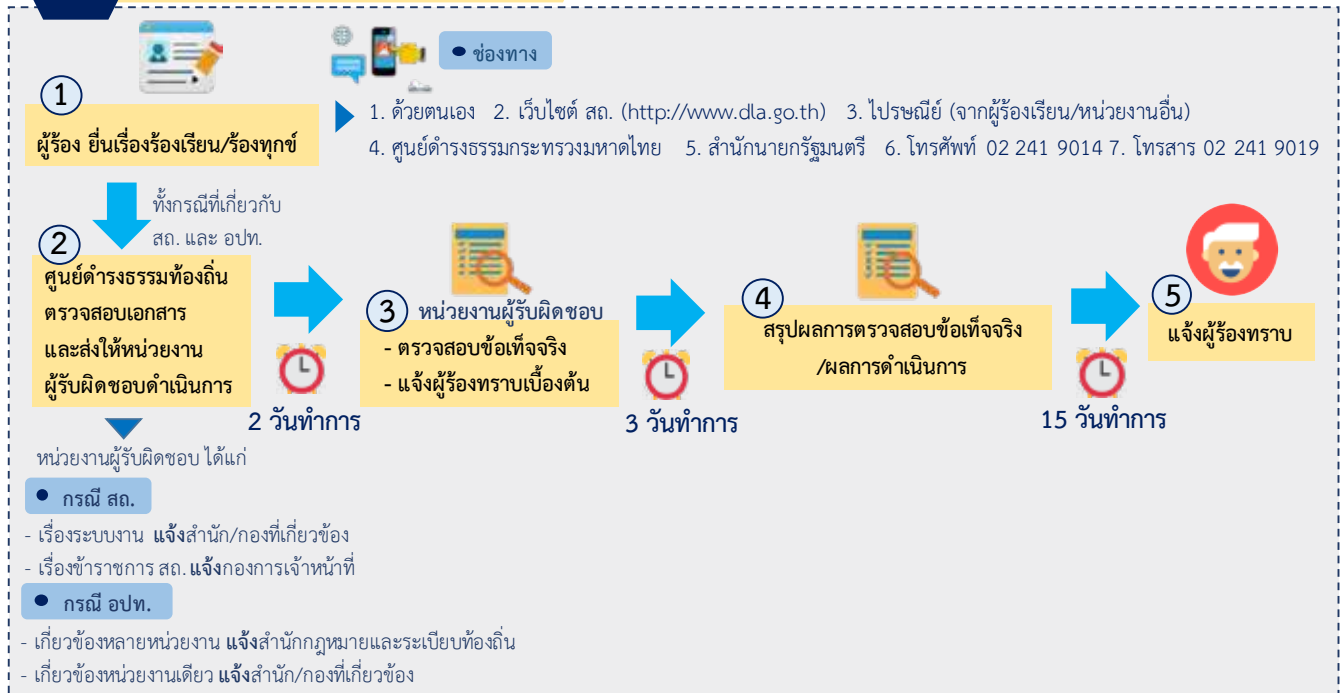 • ช่องทาง
1
ผู้ร้อง ยื่นเรื่องร้องเรียน/ร้องทุกข์
1. ด้วยตนเอง 2. เว็บไซต์ สถ. (http://www.dla.go.th) 3. ไปรษณีย์ (จากผู้ร้องเรียน/หน่วยงานอื่น)
4. ศูนย์ดำรงธรรมกระทรวงมหาดไทย 5. สำนักนายกรัฐมนตรี 6. โทรศัพท์ 02 241 9014 7. โทรสาร 02 241 9019
ทั้งกรณีที่เกี่ยวกับ
สถ. และ อปท.
2
ศูนย์ดำรงธรรมท้องถิ่น
ตรวจสอบเอกสาร
และส่งให้หน่วยงาน
ผู้รับผิดชอบดำเนินการ
2 วันทำการ
3 หน่วยงานผู้รับผิดชอบ
- ตรวจสอบข้อเท็จจริง
- แจ้งผู้ร้องทราบเบื้องต้น
3 วันทำการ
4
สรุปผลการตรวจสอบข้อเท็จจริง
/ผลการดำเนินการ
15 วันทำการ
5
แจ้งผู้ร้องทราบ
หน่วยงานผู้รับผิดชอบ ได้แก่
• กรณี สถ.
- เรื่องระบบงาน แจ้งสำนัก/กองที่เกี่ยวข้อง
- เรื่องข้าราชการ สถ. แจ้งกองการเจ้าหน้าที่
• กรณี อปท.
- เกี่ยวข้องหลายหน่วยงาน แจ้งสำนักกฎหมายและระเบียบท้องถิ่น
- เกี่ยวข้องหน่วยงานเดียว แจ้งสำนัก/กองที่เกี่ยวข้อง